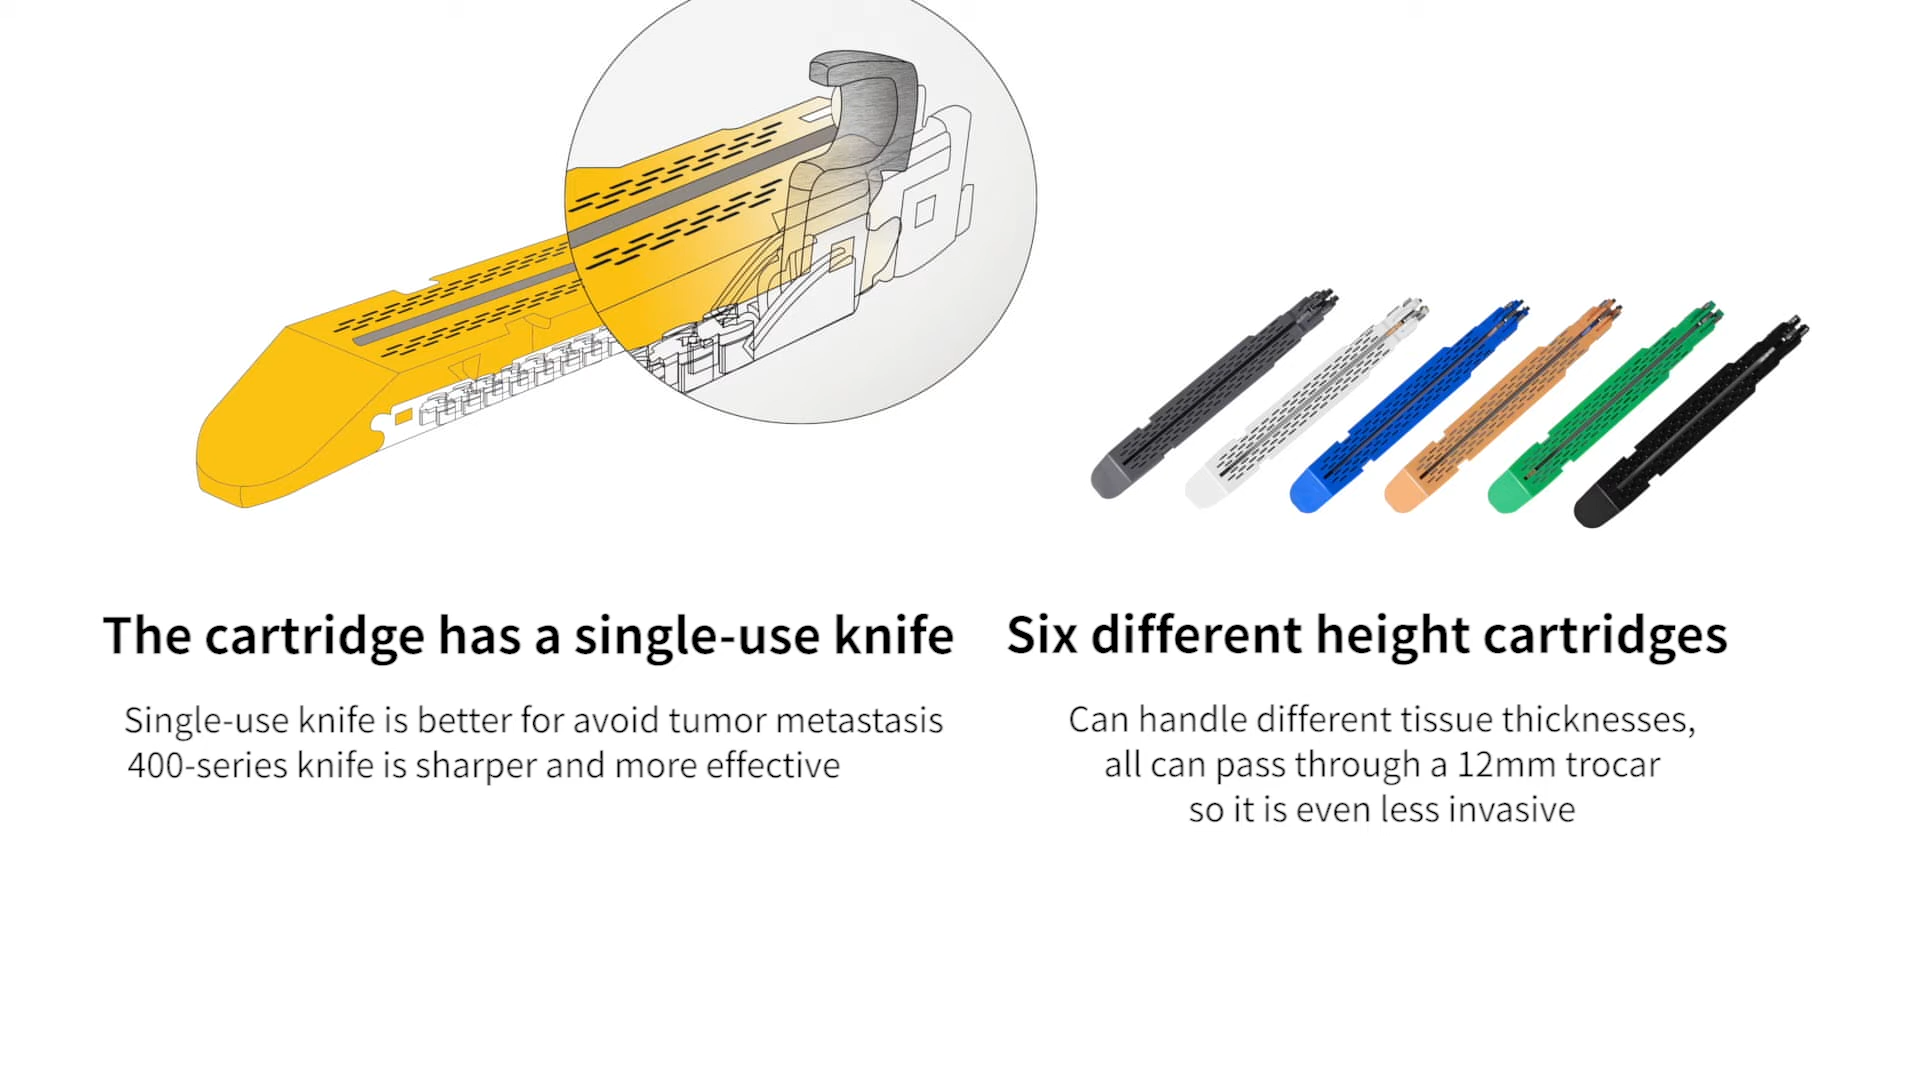 The cartridge has a single-use knife
Single-use knife is better for avoid tumor metastasis
400-series knife is sharper and more effective
Six different height cartridges
Can handle different tissue thicknesses,
all can pass through a 12mm trocar
so it is even less invasive